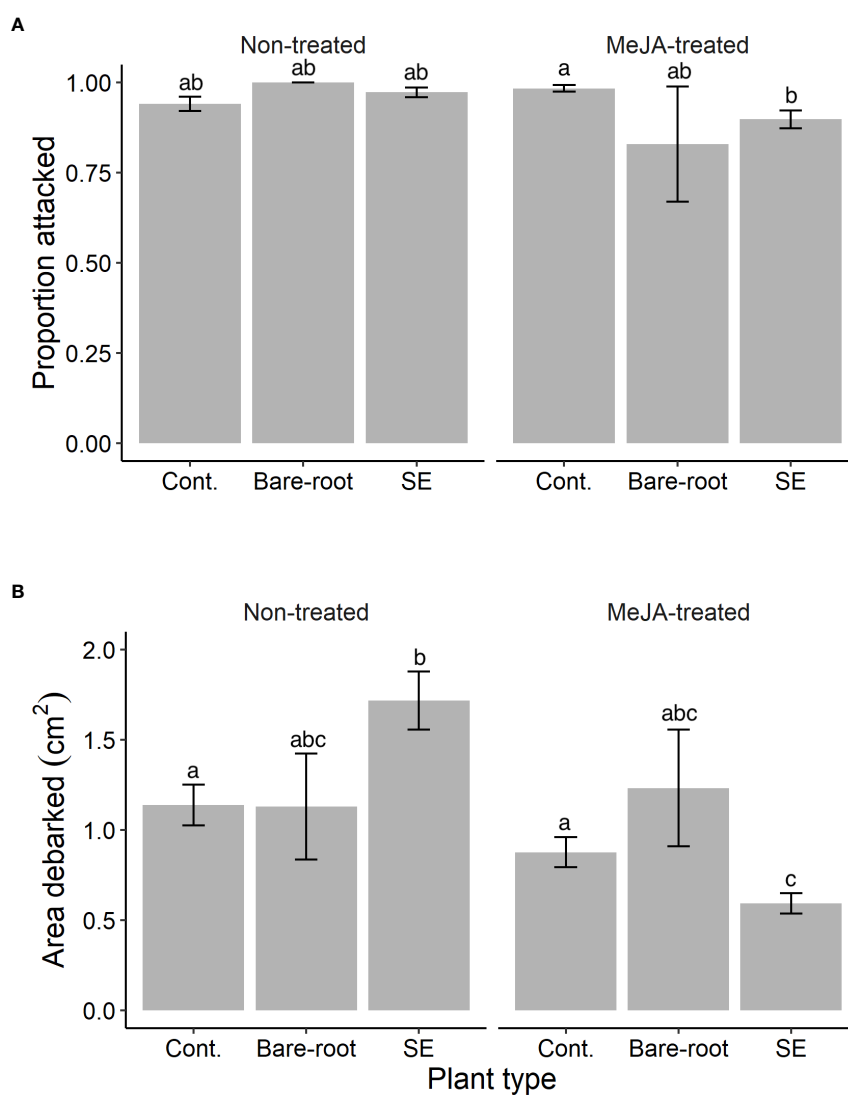 A
Non-treated MeJA-treated
Proportion attacked
1.00
0.75
0.50
0.25
0.00
ab ab ab a ab b
Cont. Bare-root SE Cont. Bare-root SE
B
Non-treated MeJA-treated
Area debarked (cm²)
2.0
1.5
1.0
0.5
0.0
a abc b a abc c
Cont. Bare-root SE Cont. Bare-root SE
Plant type